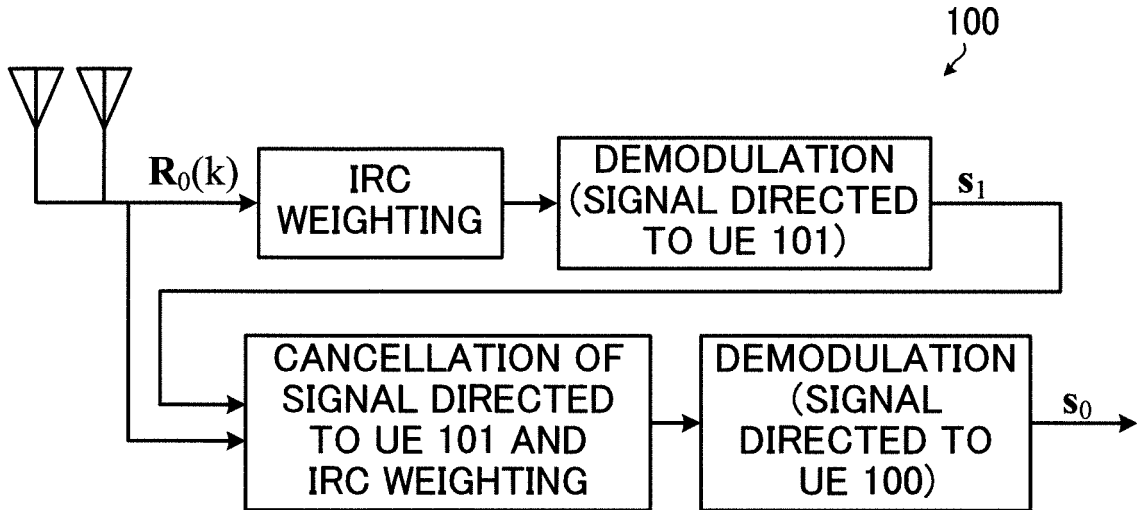 100
R₀(k)
IRC
WEIGHTING
DEMODULATION
(SIGNAL DIRECTED
TO UE 101)
s₁
CANCELLATION OF
SIGNAL DIRECTED
TO UE 101 AND
IRC WEIGHTING
DEMODULATION
(SIGNAL
DIRECTED TO
UE 100)
s₀